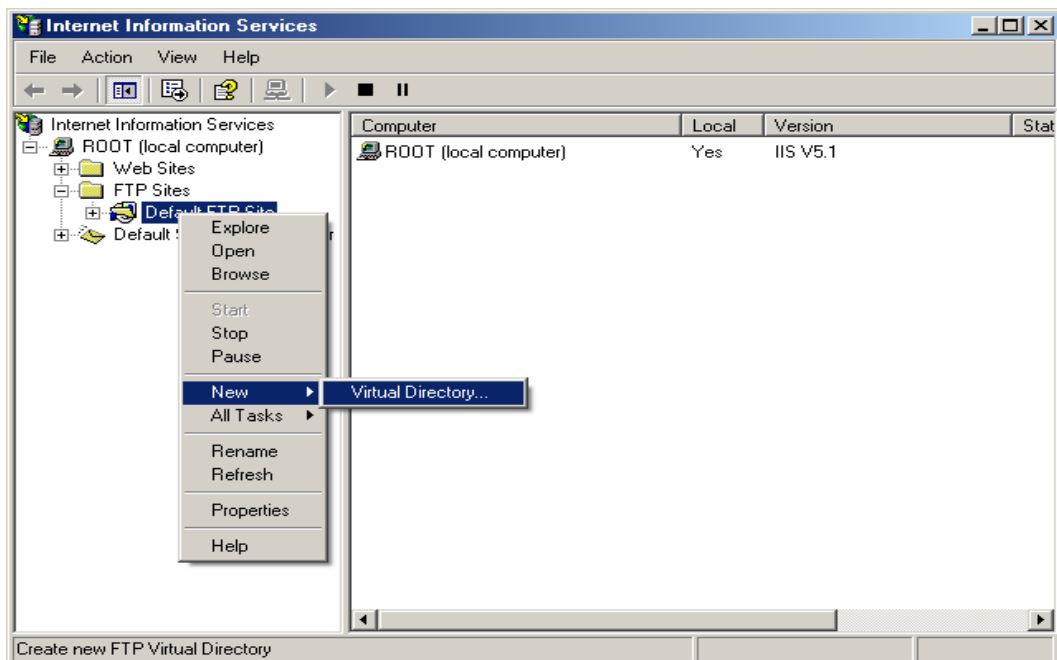 Internet Information Services
File Action View Help
Internet Information Services
ROOT (local computer)
Web Sites
FTP Sites
Default FTP Site
Default
Computer Local Version Stat
ROOT (local computer) Yes IIS V5.1
Explore
Open
Browse
Start
Stop
Pause
New
Virtual Directory...
All Tasks
Rename
Refresh
Properties
Help
Create new FTP Virtual Directory